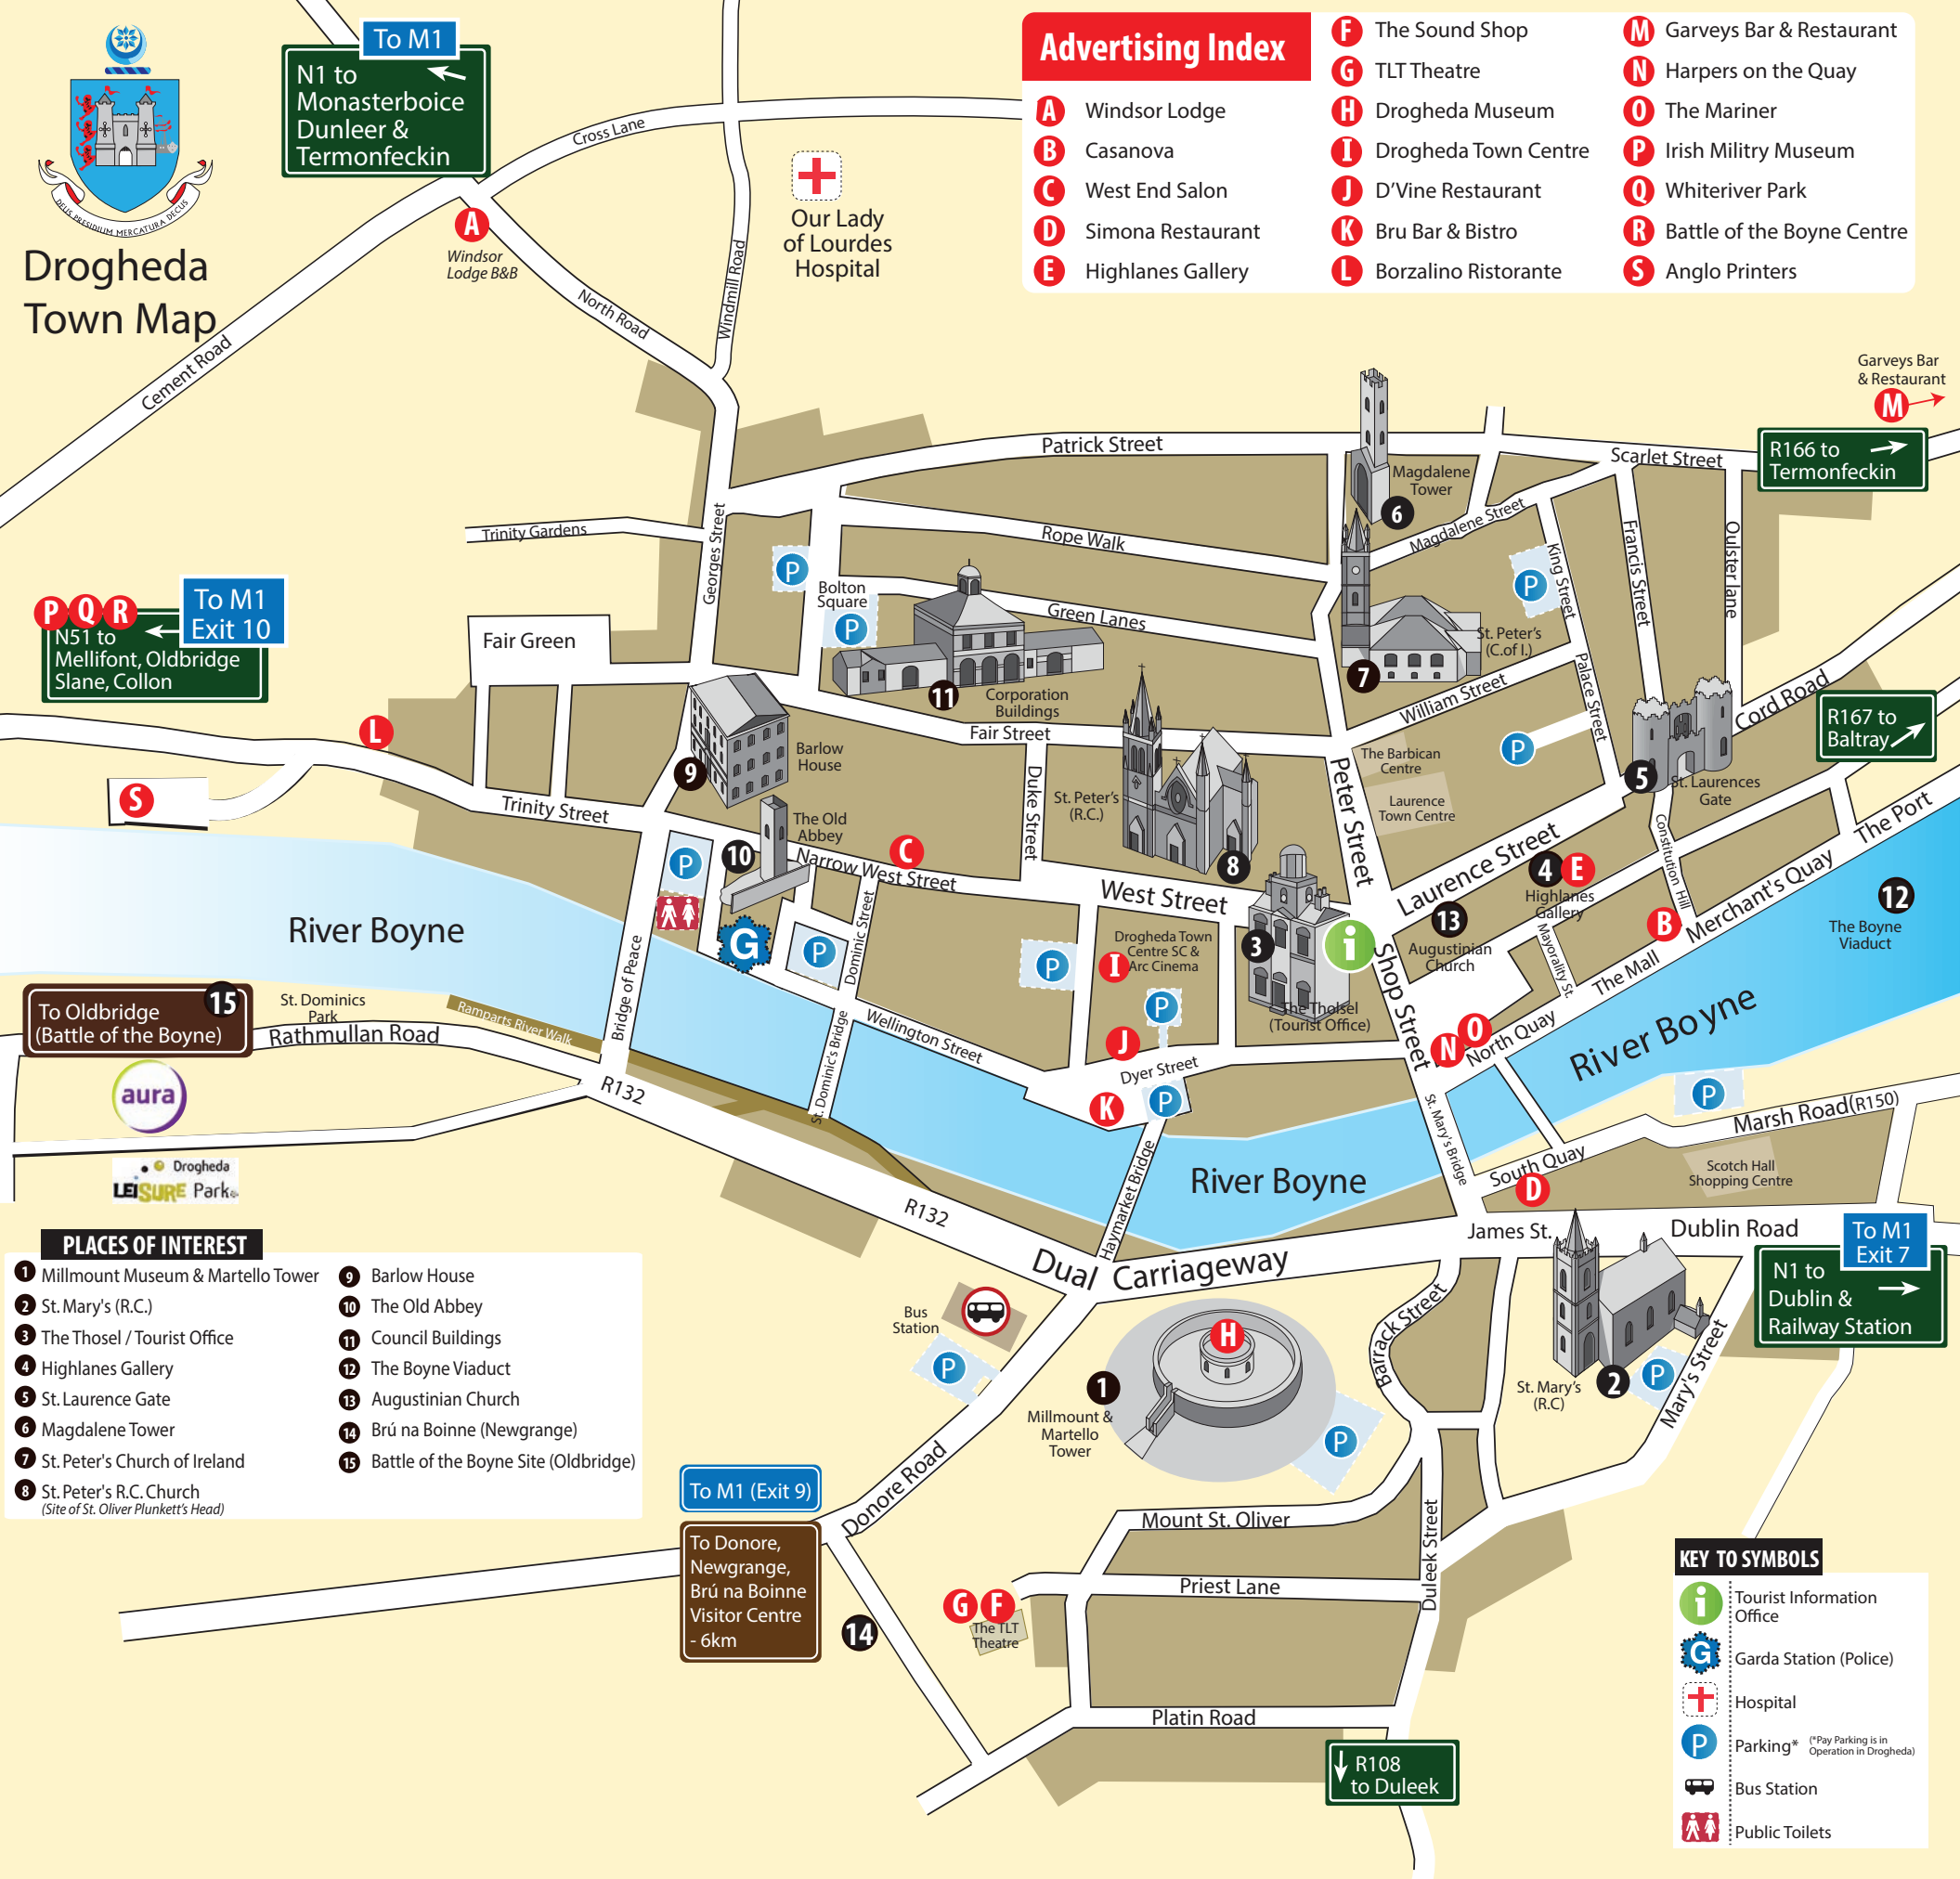 DEUS PRESIDIUM MERCATURA DECUS
Drogheda
Town Map
To M1
N1 to
Monasterboice
Dunleer &
Termonfeckin
Cross Lane
A
Windsor
Lodge B&B
North Road
Windmill Road
Cement Road
Our Lady
of Lourdes
Hospital
Advertising Index
A Windsor Lodge
B Casanova
C West End Salon
D Simona Restaurant
E Highlanes Gallery
F The Sound Shop
G TLT Theatre
H Drogheda Museum
I Drogheda Town Centre
J D'Vine Restaurant
K Bru Bar & Bistro
L Borzalino Ristorante
M Garveys Bar & Restaurant
N Harpers on the Quay
O The Mariner
P Irish Militry Museum
Q Whiteriver Park
R Battle of the Boyne Centre
S Anglo Printers
Garveys Bar
& Restaurant
M
R166 to
Termonfeckin
Patrick Street
Scarlet Street
Magdalene
Tower
6
Magdalene Street
Trinity Gardens
Georges Street
Rope Walk
P
Bolton
Square
P
Green Lanes
P
King Street
Francis Street
Oulster lane
P Q R
To M1
Exit 10
N51 to
Mellifont, Oldbridge
Slane, Collon
Fair Green
St. Peter's
(C.of I.)
7
11
Corporation
Buildings
William Street
Palace Street
Cord Road
R167 to
Baltray
L
Fair Street
Barlow
House
9
The Barbican
Centre
P
5
St. Laurences
Gate
S
Trinity Street
The Old
Abbey
10
P
Duke Street
St. Peter's
(R.C.)
8
Peter Street
Laurence
Town Centre
Laurence Street
Constitution Hill
The Port
Merchant's Quay
C
Narrow West Street
West Street
4 E
Highlanes
Gallery
13
Augustinian
Church
B
12
The Boyne
Viaduct
River Boyne
Bridge of Peace
G
P
Dominic Street
P
Drogheda Town
Centre SC &
Arc Cinema
I
P
3
i
The Tholsel
(Tourist Office)
Shop Street
Mayorality St.
The Mall
To Oldbridge
(Battle of the Boyne)
15
St. Dominics
Park
Rathmullan Road
Ramparts River Walk
Wellington Street
St. Dominic's Bridge
J
Dyer Street
N O
North Quay
River Boyne
aura
R132
K
P
St. Mary's Bridge
P
Marsh Road(R150)
Drogheda
LEISURE Park
Haymarket Bridge
River Boyne
South Quay
D
Scotch Hall
Shopping Centre
R132
Dual Carriageway
James St.
Dublin Road
To M1
Exit 7
N1 to
Dublin &
Railway Station
PLACES OF INTEREST
1 Millmount Museum & Martello Tower
2 St. Mary's (R.C.)
3 The Thosel / Tourist Office
4 Highlanes Gallery
5 St. Laurence Gate
6 Magdalene Tower
7 St. Peter's Church of Ireland
8 St. Peter's R.C. Church
(Site of St. Oliver Plunkett's Head)
9 Barlow House
10 The Old Abbey
11 Council Buildings
12 The Boyne Viaduct
13 Augustinian Church
14 Brú na Boinne (Newgrange)
15 Battle of the Boyne Site (Oldbridge)
Bus
Station
P
H
1
Millmount &
Martello
Tower
P
Barrack Street
St. Mary's
(R.C)
2
P
Mary's Street
To M1 (Exit 9)
Donore Road
To Donore,
Newgrange,
Brú na Boinne
Visitor Centre
- 6km
14
Mount St. Oliver
Duleek Street
Priest Lane
G F
The TLT
Theatre
Platin Road
R108
to Duleek
KEY TO SYMBOLS
i Tourist Information
Office
G Garda Station (Police)
Hospital
P Parking* (*Pay Parking is in
Operation in Drogheda)
Bus Station
Public Toilets